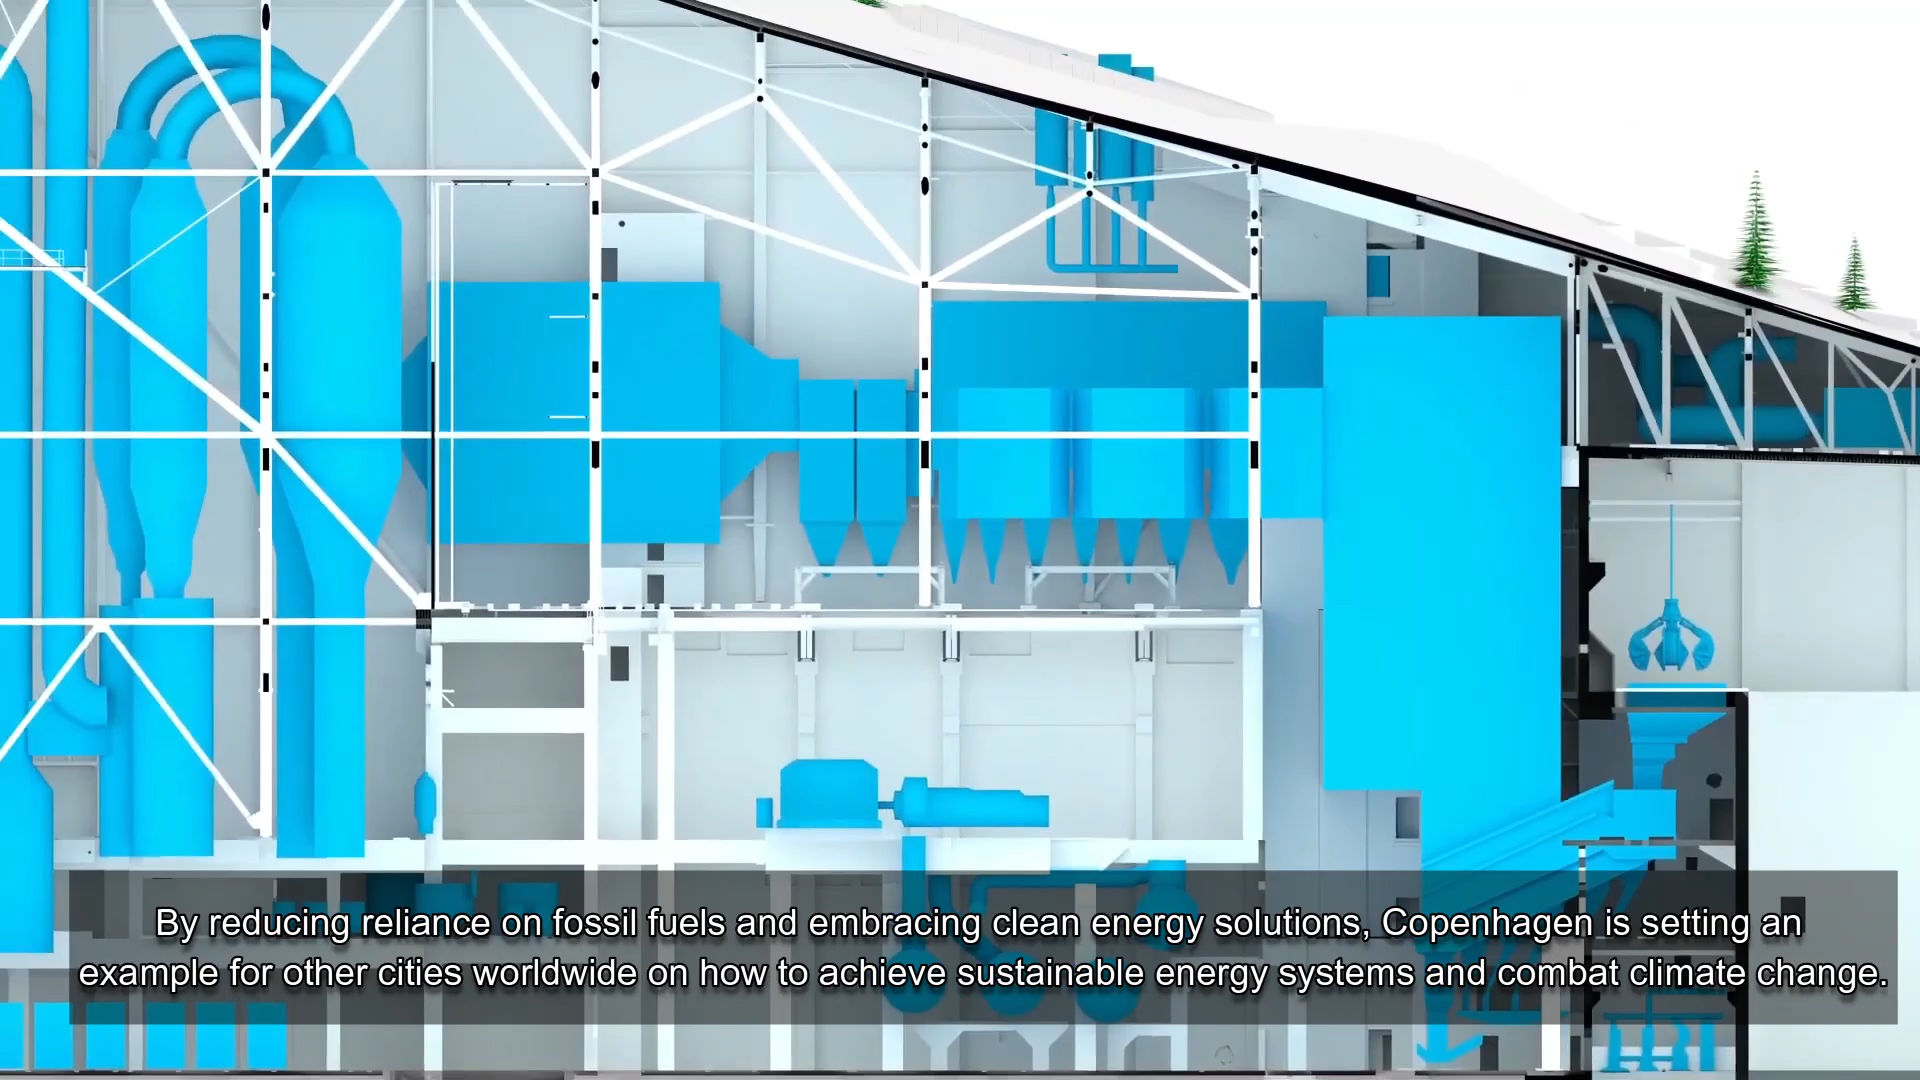 By reducing reliance on fossil fuels and embracing clean energy solutions, Copenhagen is setting an
example for other cities worldwide on how to achieve sustainable energy systems and combat climate change.